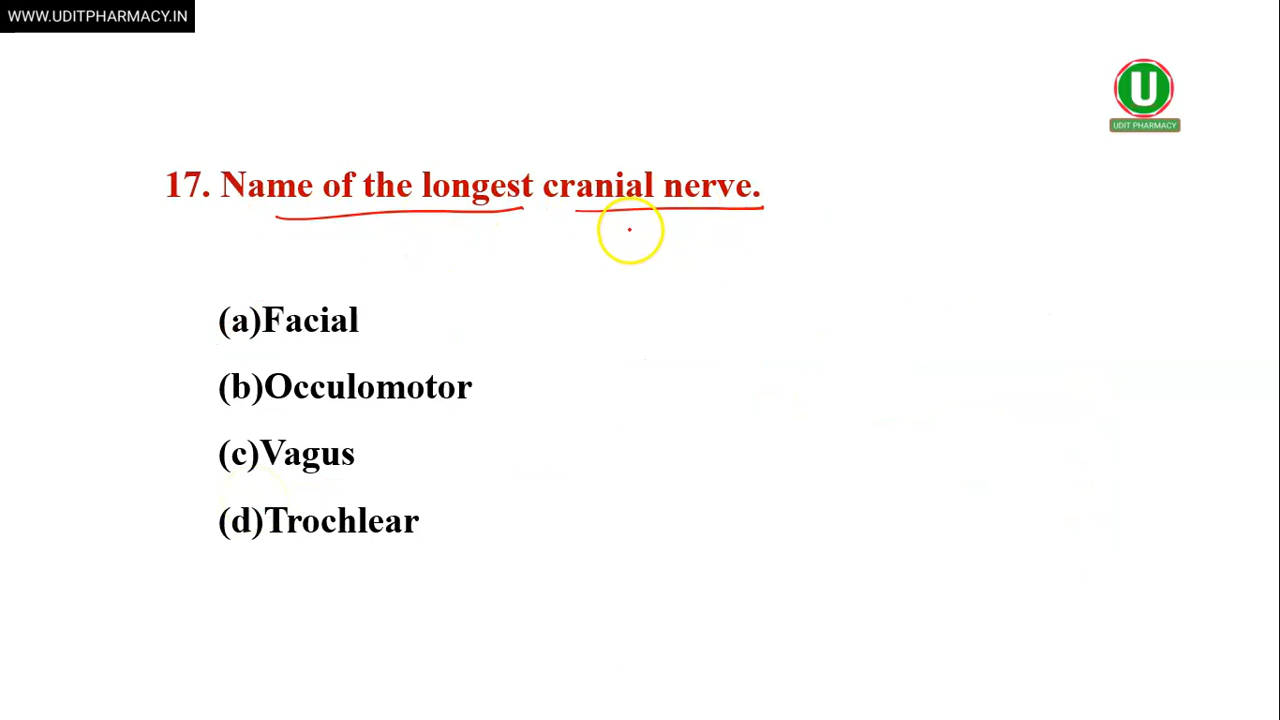 WWW.UDITPHARMACY.IN
U
UDIT PHARMACY
17. Name of the longest cranial nerve.
(a)Facial
(b)Occulomotor
(c)Vagus
(d)Trochlear